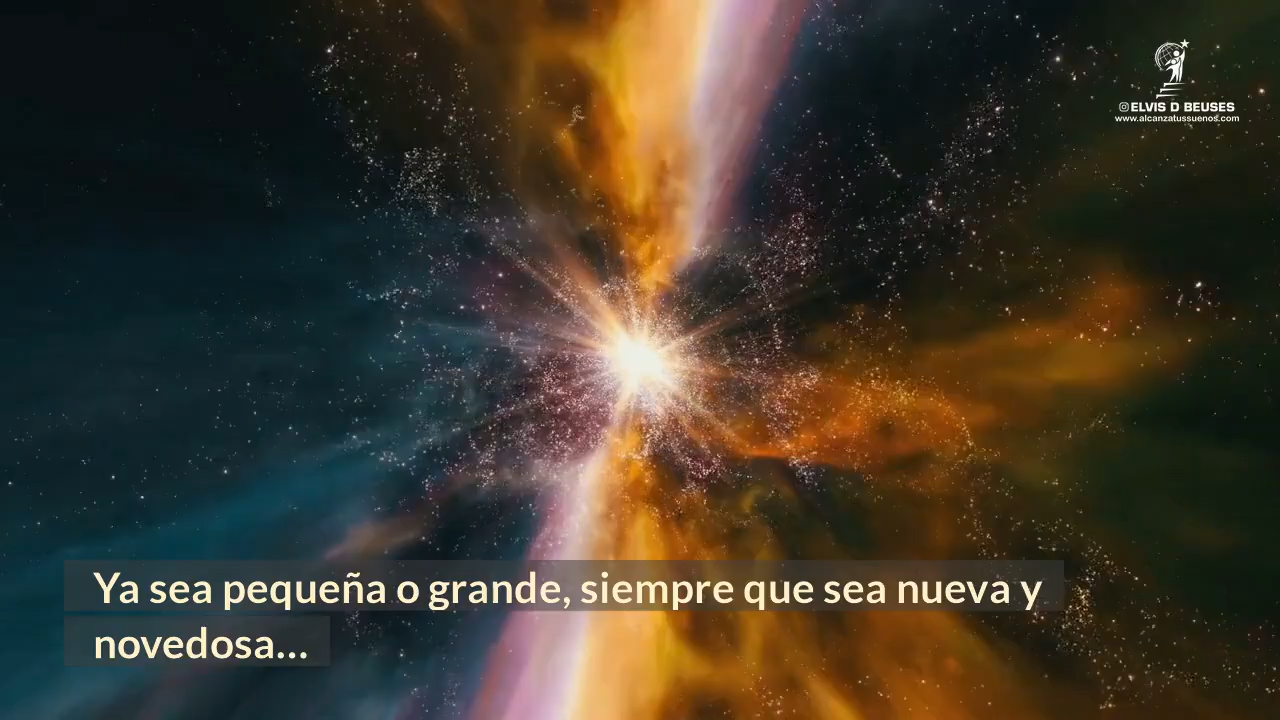 ELVIS D BEUSES
www.alcanzatussuenos.com
Ya sea pequeña o grande, siempre que sea nueva y
novedosa...